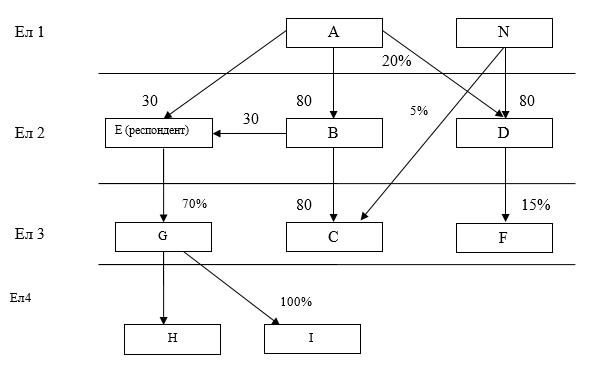 Ел 1
A
N
20%
30
80
5%
80
Ел 2
E (респондент)
30
B
D
70%
80
15%
Ел 3
G
C
F
Ел4
100%
H
I